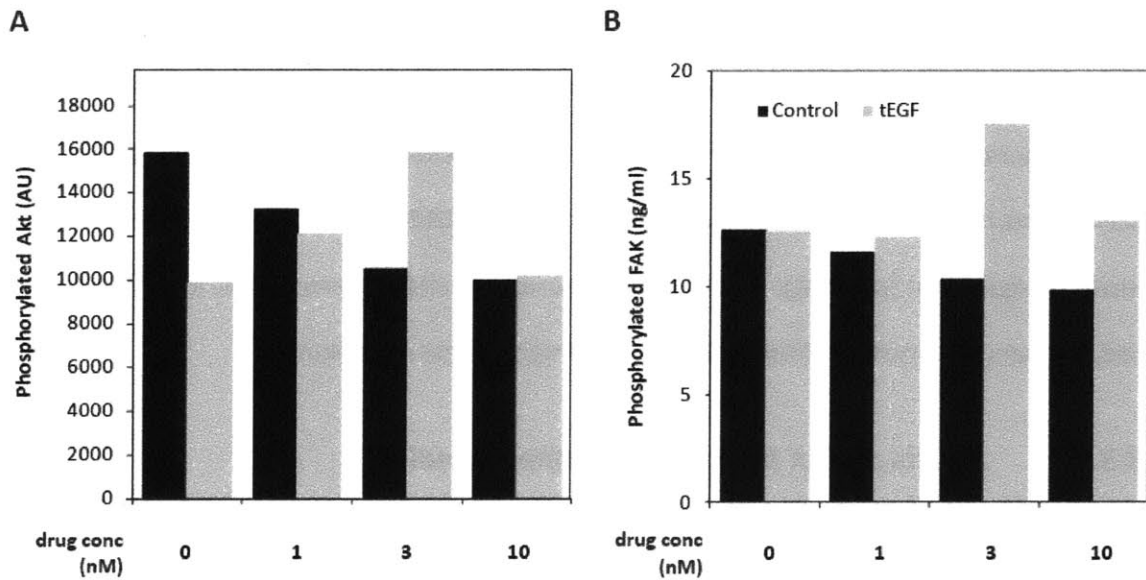 A
Phosphorylated Akt (AU)
18000
16000
14000
12000
10000
8000
6000
4000
2000
0
drug conc
(nM)
0 1 3 10
B
Phosphorylated FAK (ng/ml)
20
15
10
5
0
Control tEGF
drug conc
(nM)
0 1 3 10